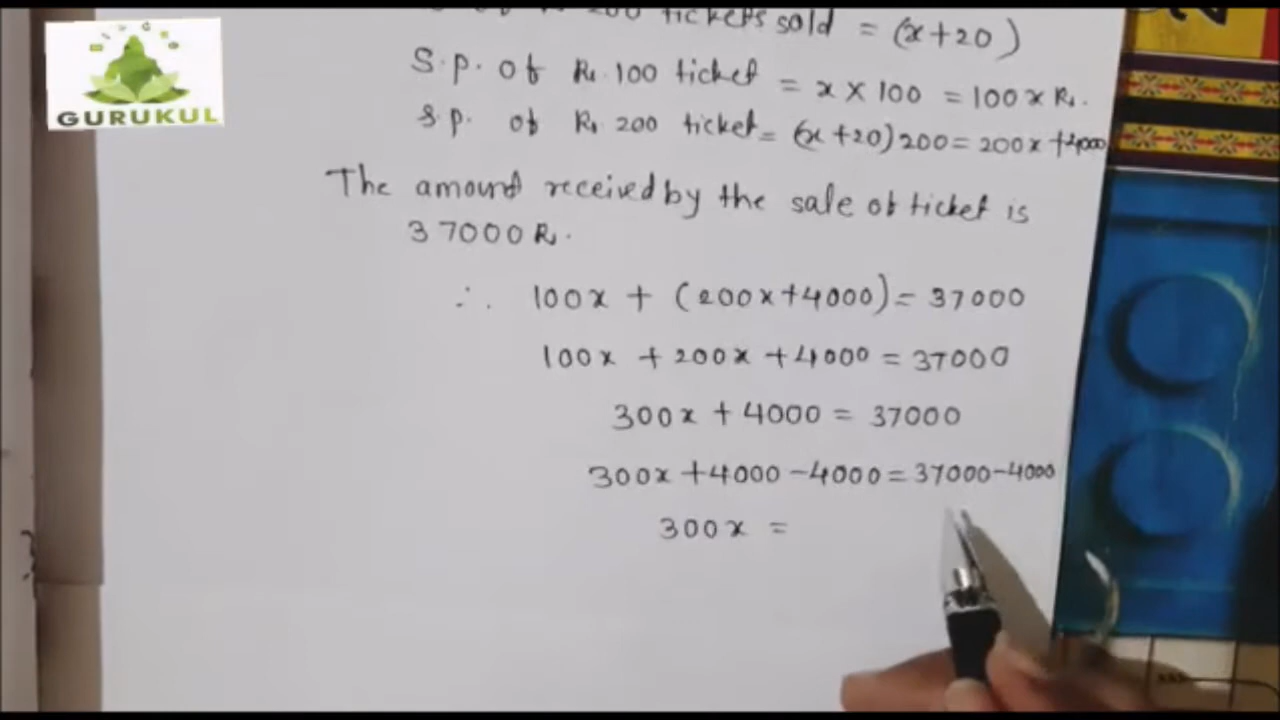 GURUKUL
200 tickets sold = (x+20)
S.p. of Rs. 100 ticket = x X 100 = 100x Rs.
S.p. of Rs 200 ticket = (x+20)200 = 200x +4000
The amount received by the sale of ticket is
37000 Rs.
∴ 100x + (200x+4000) = 37000
100x + 200x + 4000 = 37000
300x + 4000 = 37000
300x + 4000 - 4000 = 37000 - 4000
300x =